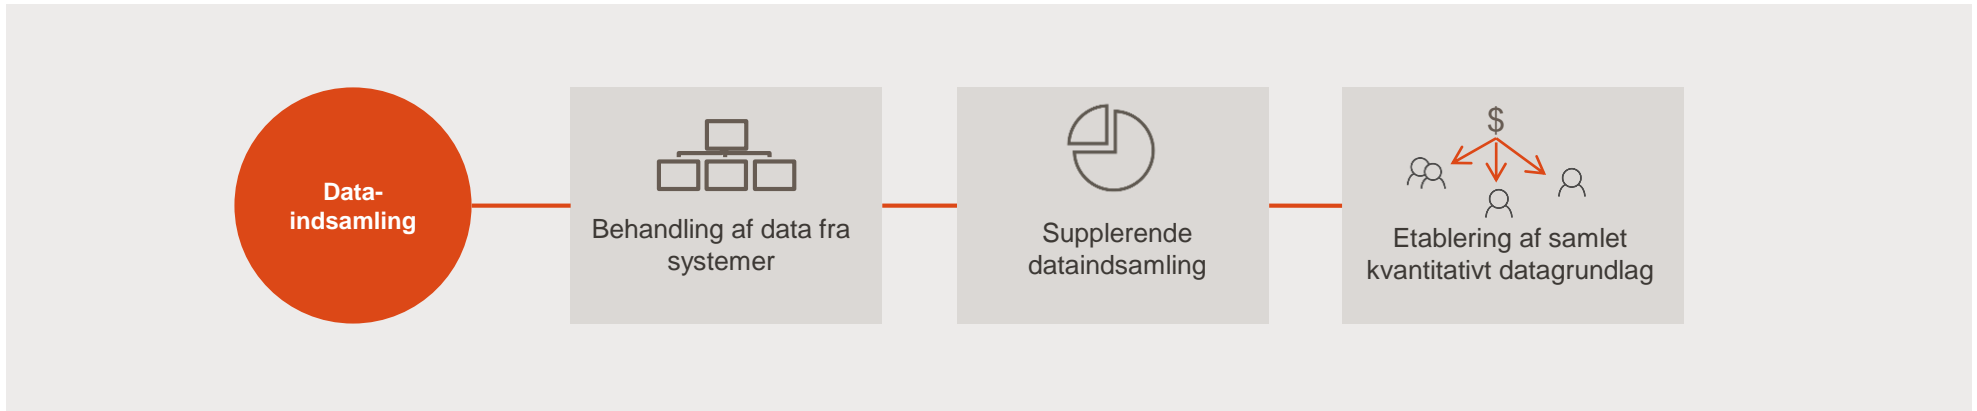 Data-
indsamling
Behandling af data fra
systemer
Supplerende
dataindsamling
$
Etablering af samlet
kvantitativt datagrundlag